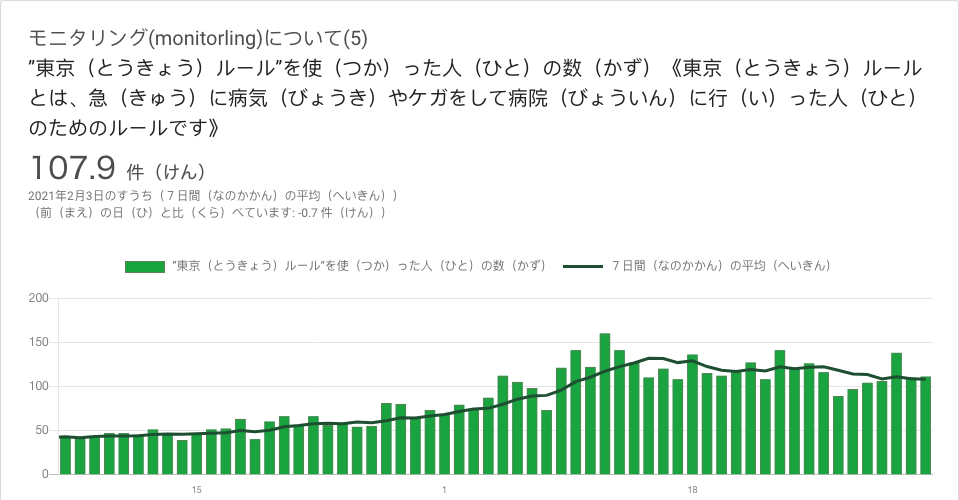 モニタリング(monitorling)について(5)
”東京（とうきょう）ルール”を使（つか）った人（ひと）の数（かず）《東京（とうきょう）ルール
とは、急（きゅう）に病気（びょうき）やケガをして病院（びょういん）に行（い）った人（ひと）
のためのルールです》
107.9 件（けん）
2021年2月3日のすうち（７日間（なのかかん）の平均（へいきん））
（前（まえ）の日（ひ）と比（くら）べています: -0.7 件（けん））
”東京（とうきょう）ルール”を使（つか）った人（ひと）の数（かず） ７日間（なのかかん）の平均（へいきん）
200
150
100
50
0
15 1 18